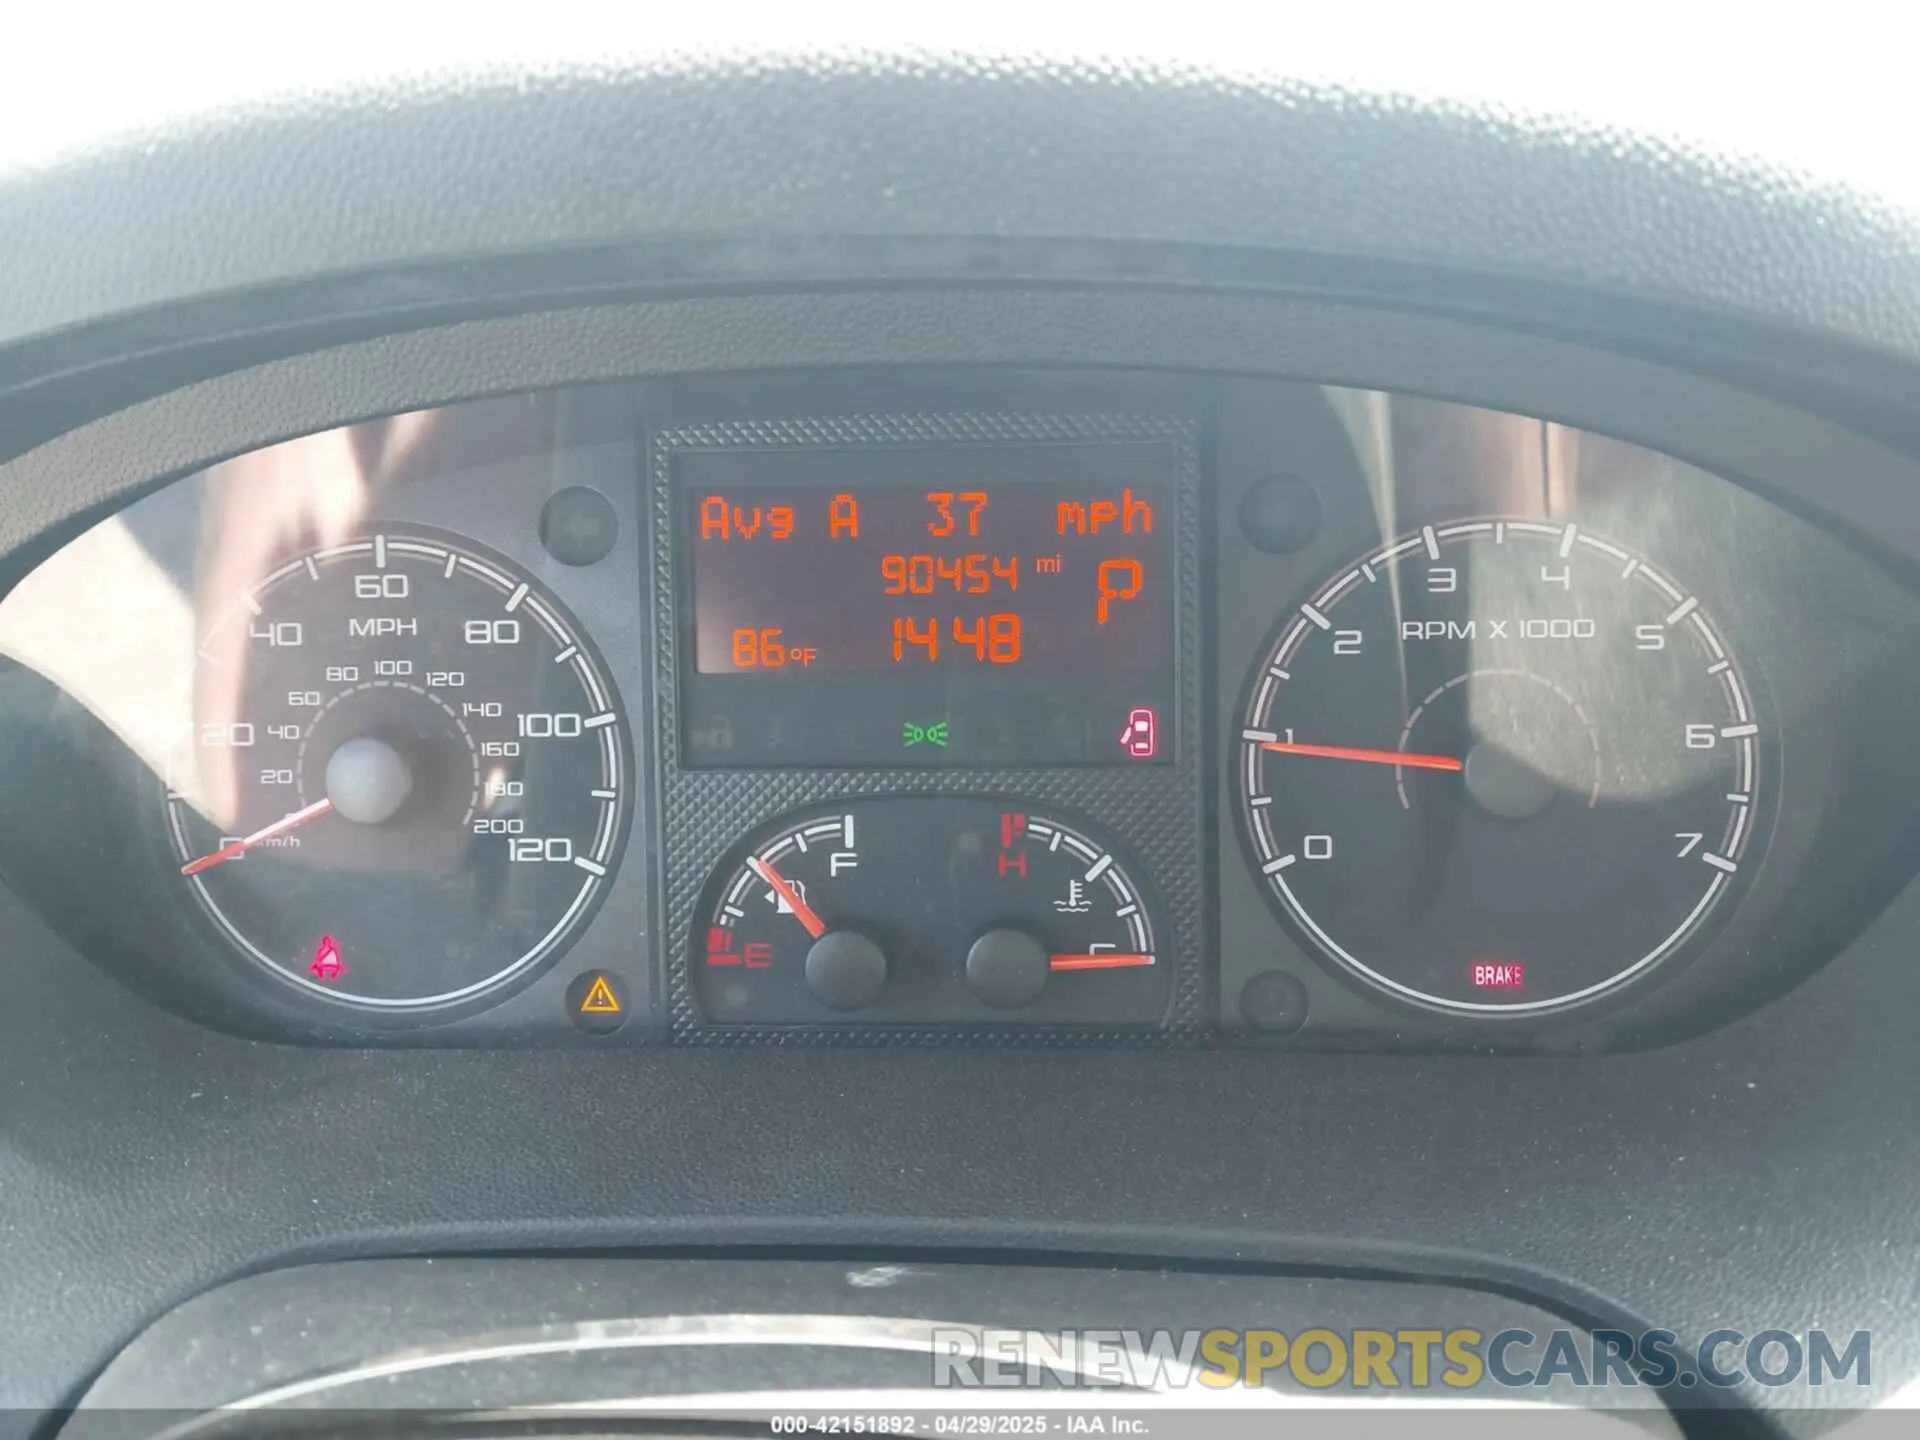 Avg A 37 mph
90454 mi
P
86°F 14 48
0 20 40 60 80 100 120
MPH
0 20 40 60 80 100 120 140 160 180 200
km/h
F
E
H
C
0 1 2 3 4 5 6 7
RPM X 1000
BRAKE
RENEWSPORTSCARS.COM
000-42151892 - 04/29/2025 - IAA Inc.